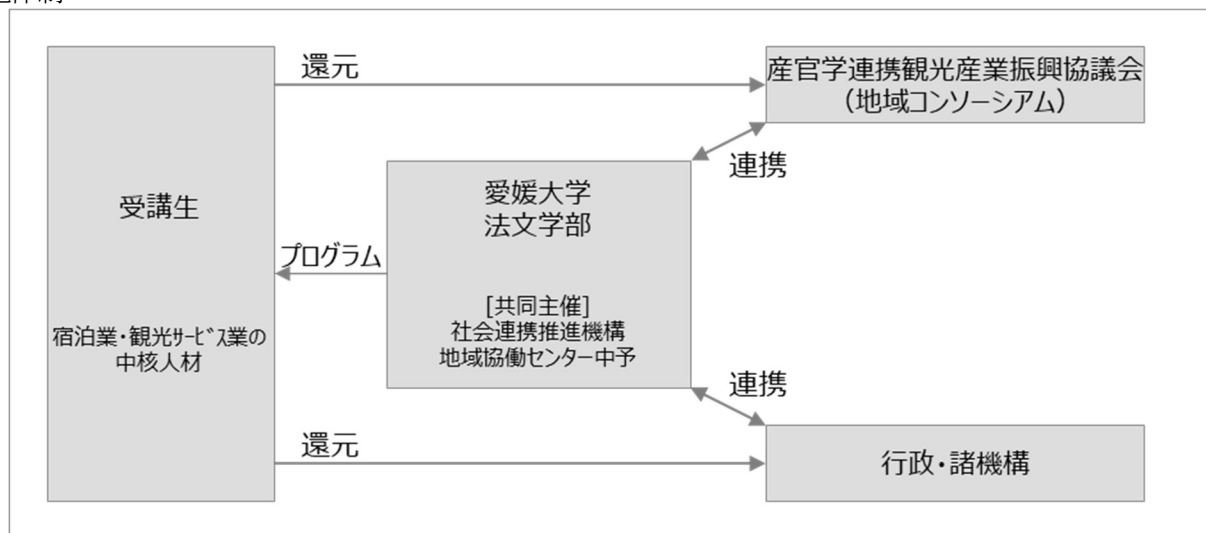 還元
産官学連携観光産業振興協議会
（地域コンソーシアム）
連携
受講生
愛媛大学
法文学部
プログラム
[共同主催]
社会連携推進機構
地域協働センター中予
宿泊業・観光ｻｰﾋﾞｽ業の
中核人材
連携
還元
行政・諸機構